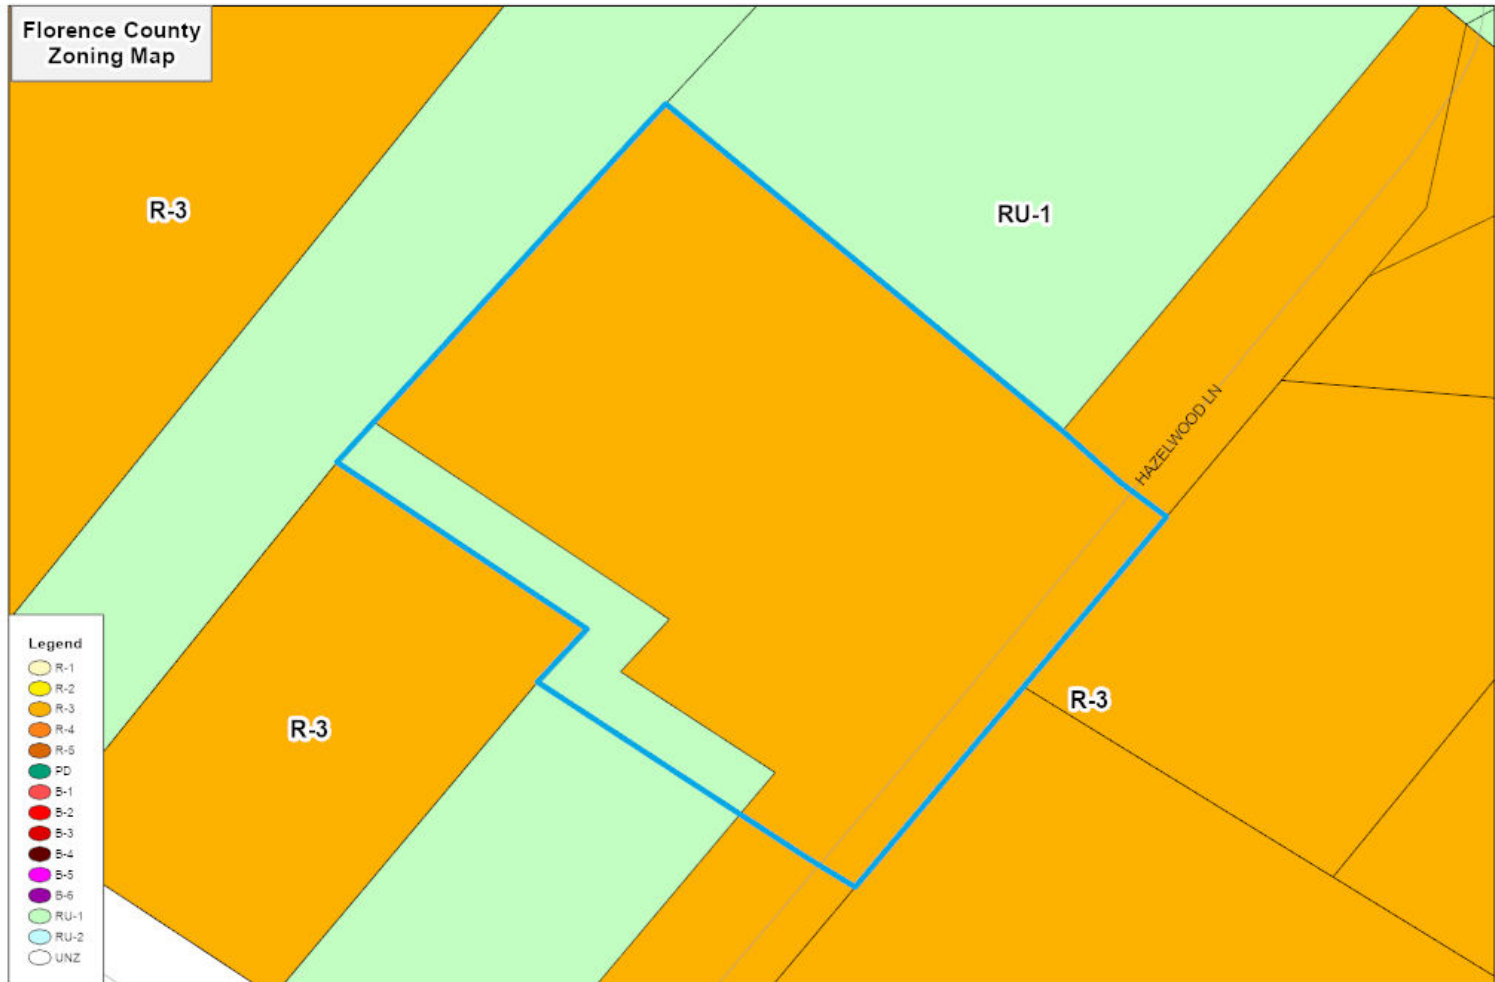 Florence County
Zoning Map
R-3
RU-1
HAZELWOOD LN
R-3
R-3
Legend
R-1
R-2
R-3
R-4
R-5
PD
B-1
B-2
B-3
B-4
B-5
B-6
RU-1
RU-2
UNZ